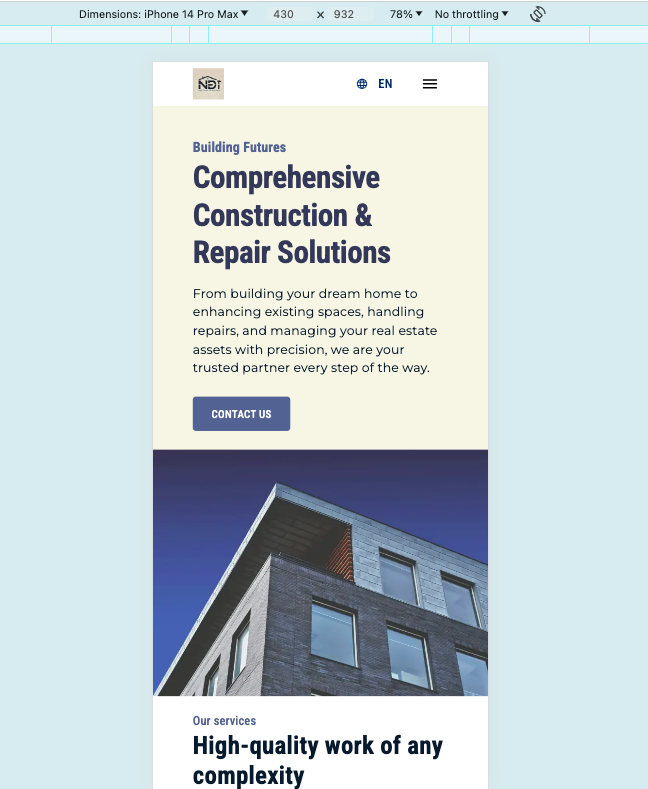 Dimensions: iPhone 14 Pro Max 430 × 932 78% No throttling
NDT
EN
Building Futures
Comprehensive
Construction &
Repair Solutions
From building your dream home to
enhancing existing spaces, handling
repairs, and managing your real estate
assets with precision, we are your
trusted partner every step of the way.
CONTACT US
Our services
High-quality work of any
complexity